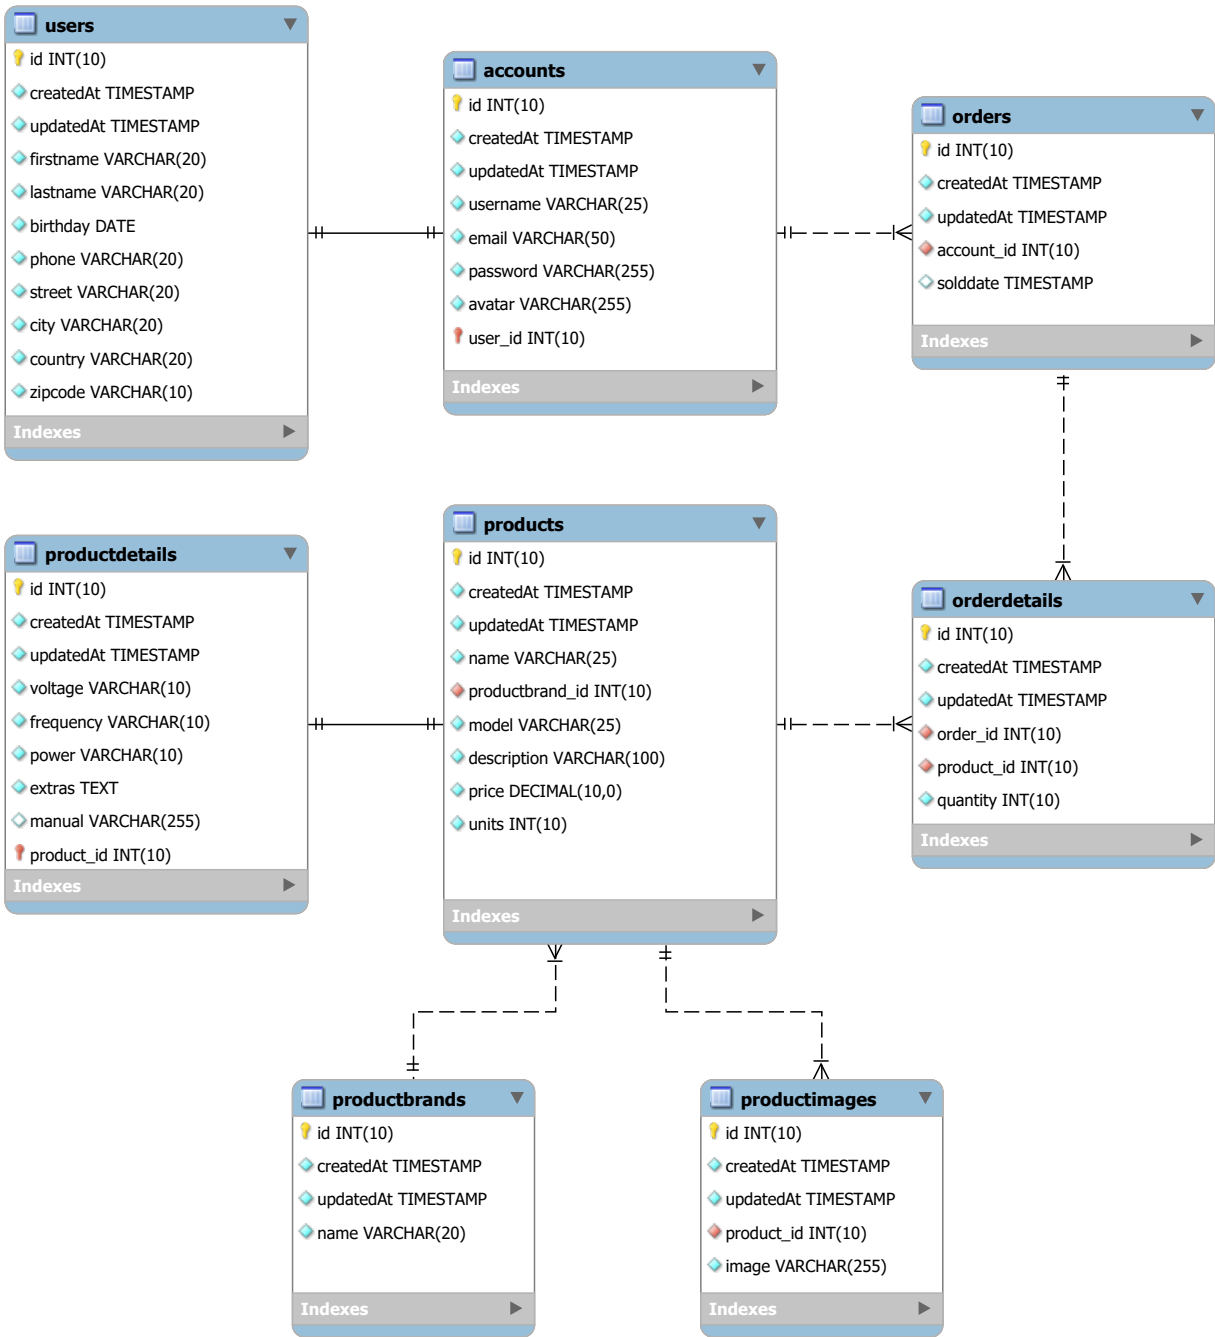 users
id INT(10)
createdAt TIMESTAMP
updatedAt TIMESTAMP
firstname VARCHAR(20)
lastname VARCHAR(20)
birthday DATE
phone VARCHAR(20)
street VARCHAR(20)
city VARCHAR(20)
country VARCHAR(20)
zipcode VARCHAR(10)
Indexes
accounts
id INT(10)
createdAt TIMESTAMP
updatedAt TIMESTAMP
username VARCHAR(25)
email VARCHAR(50)
password VARCHAR(255)
avatar VARCHAR(255)
user_id INT(10)
Indexes
orders
id INT(10)
createdAt TIMESTAMP
updatedAt TIMESTAMP
account_id INT(10)
solddate TIMESTAMP
Indexes
productdetails
id INT(10)
createdAt TIMESTAMP
updatedAt TIMESTAMP
voltage VARCHAR(10)
frequency VARCHAR(10)
power VARCHAR(10)
extras TEXT
manual VARCHAR(255)
product_id INT(10)
Indexes
products
id INT(10)
createdAt TIMESTAMP
updatedAt TIMESTAMP
name VARCHAR(25)
productbrand_id INT(10)
model VARCHAR(25)
description VARCHAR(100)
price DECIMAL(10,0)
units INT(10)
Indexes
orderdetails
id INT(10)
createdAt TIMESTAMP
updatedAt TIMESTAMP
order_id INT(10)
product_id INT(10)
quantity INT(10)
Indexes
productbrands
id INT(10)
createdAt TIMESTAMP
updatedAt TIMESTAMP
name VARCHAR(20)
Indexes
productimages
id INT(10)
createdAt TIMESTAMP
updatedAt TIMESTAMP
product_id INT(10)
image VARCHAR(255)
Indexes